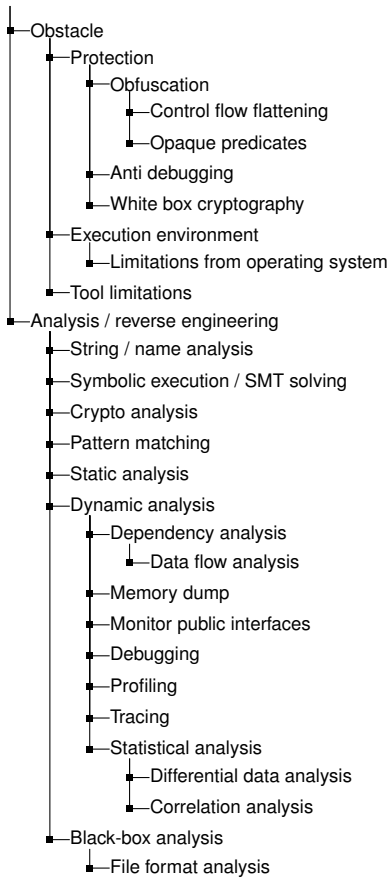 Obstacle
Protection
Obfuscation
Control flow flattening
Opaque predicates
Anti debugging
White box cryptography
Execution environment
Limitations from operating system
Tool limitations
Analysis / reverse engineering
String / name analysis
Symbolic execution / SMT solving
Crypto analysis
Pattern matching
Static analysis
Dynamic analysis
Dependency analysis
Data flow analysis
Memory dump
Monitor public interfaces
Debugging
Profiling
Tracing
Statistical analysis
Differential data analysis
Correlation analysis
Black-box analysis
File format analysis